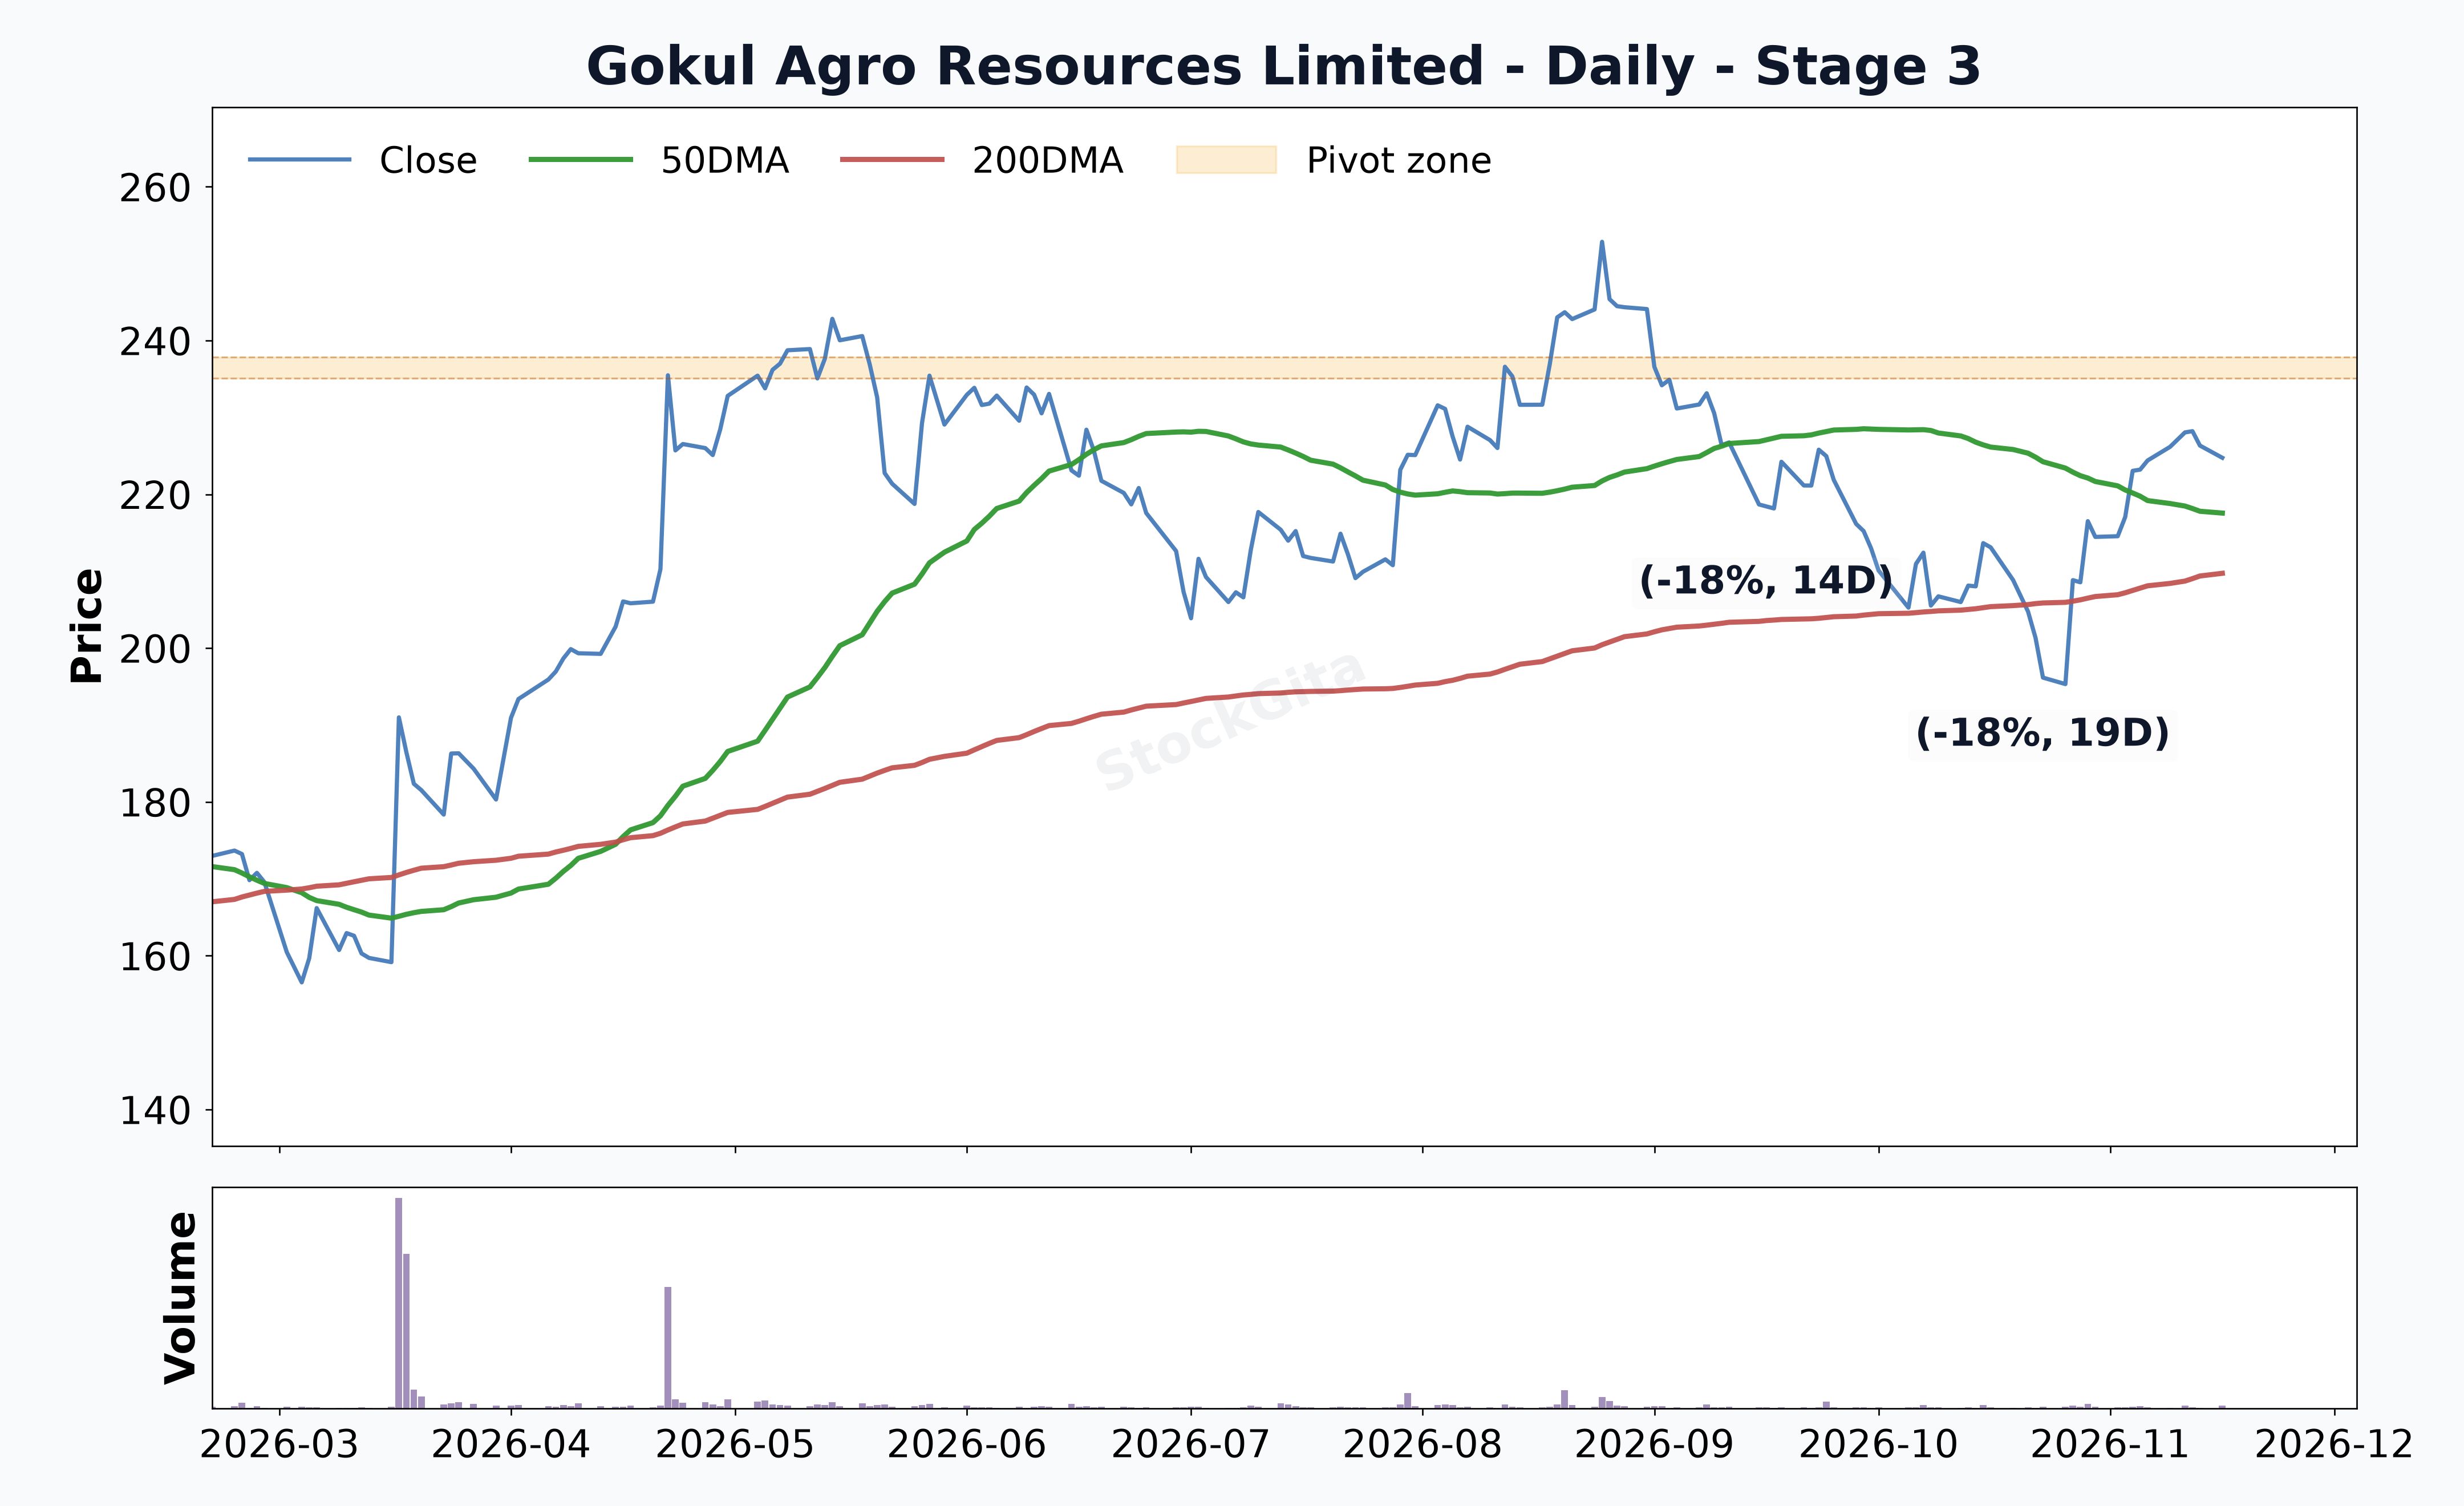 Gokul Agro Resources Limited - Daily - Stage 3
Close 50DMA 200DMA Pivot zone
260
240
220
200
180
160
140
Price
(-18%, 14D)
(-18%, 19D)
StockGita
Volume
2026-03 2026-04 2026-05 2026-06 2026-07 2026-08 2026-09 2026-10 2026-11 2026-12